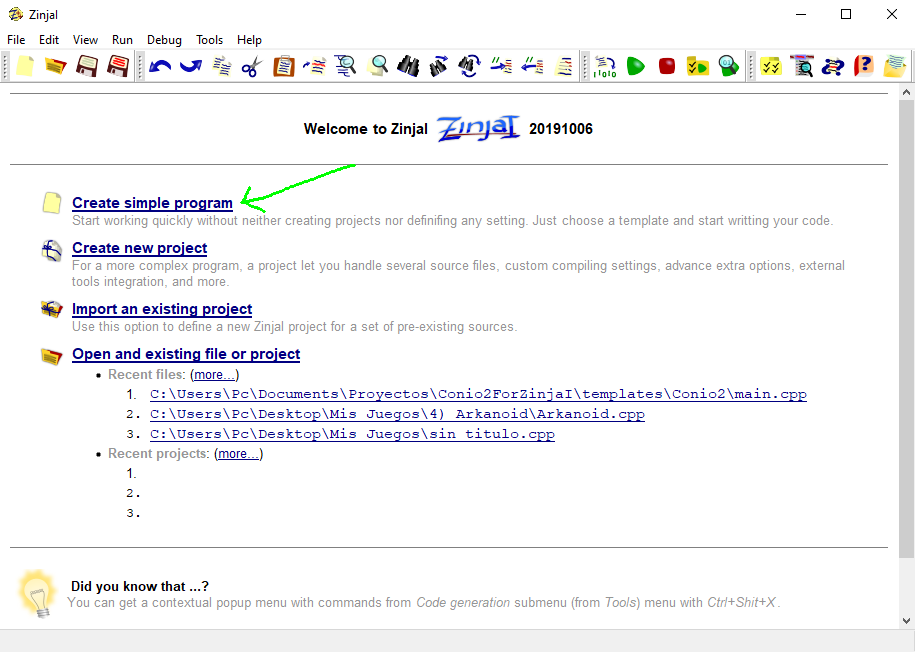 Zinjal
File Edit View Run Debug Tools Help
Welcome to Zinjal ZinjaI 20191006
Create simple program
Start working quickly without neither creating projects nor definifing any setting. Just choose a template and start writting your code.
Create new project
For a more complex program, a project let you handle several source files, custom compiling settings, advance extra options, external
tools integration, and more.
Import an existing project
Use this option to define a new Zinjal project for a set of pre-existing sources.
Open and existing file or project
• Recent files: (more...)
1. C:\Users\Pc\Documents\Proyectos\Conio2ForZinjaI\templates\Conio2\main.cpp
2. C:\Users\Pc\Desktop\Mis Juegos\4) Arkanoid\Arkanoid.cpp
3. C:\Users\Pc\Desktop\Mis Juegos\sin titulo.cpp
• Recent projects: (more...)
1.
2.
3.
Did you know that ...?
You can get a contextual popup menu with commands from Code generation submenu (from Tools) menu with Ctrl+Shit+X.